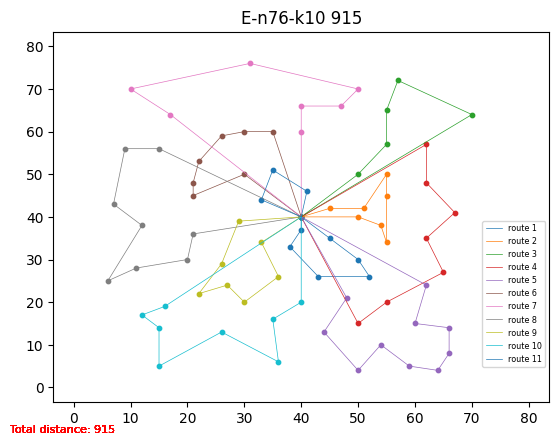 E-n76-k10 915
80
70
60
50
40
30
20
10
0
0 10 20 30 40 50 60 70 80
route 1
route 2
route 3
route 4
route 5
route 6
route 7
route 8
route 9
route 10
route 11
Total distance: 915